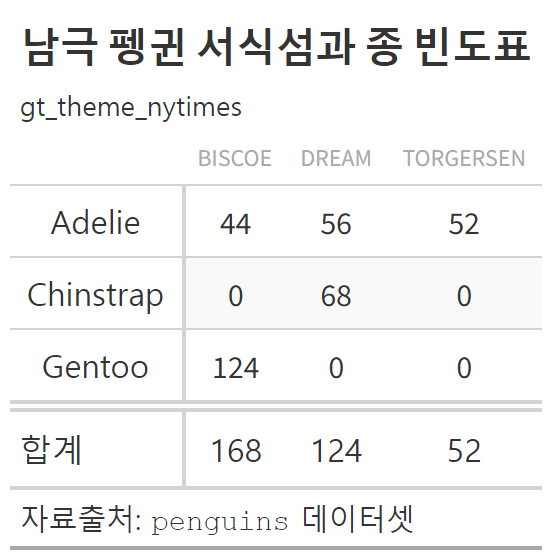 남극 펭귄 서식섬과 종 빈도표
gt_theme_nytimes
BISCOE DREAM TORGERSEN
Adelie 44 56 52
Chinstrap 0 68 0
Gentoo 124 0 0
합계 168 124 52
자료출처: penguins 데이터셋